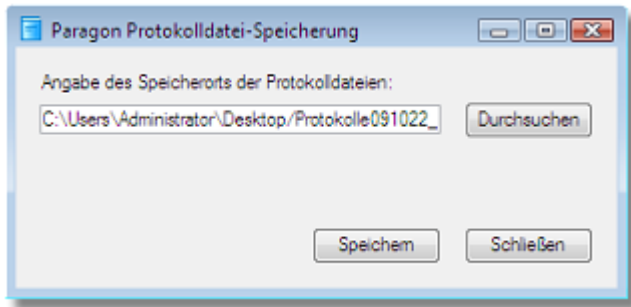 Paragon Protokolldatei-Speicherung
Angabe des Speicherorts der Protokolldateien:
C:\Users\Administrator\Desktop/Protokolle091022_
Durchsuchen
Speichern
Schließen